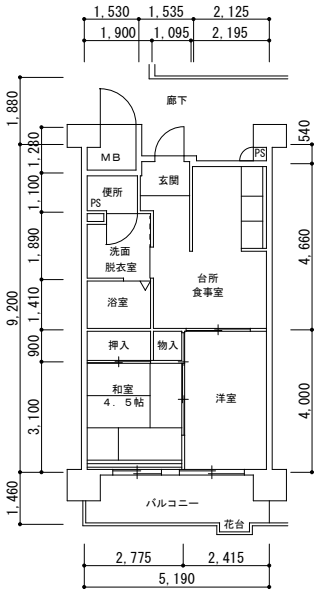 1,530 1,535 2,125
1,900 1,095 2,195
1,880
廊下
540
1,280
MB
PS
玄関
便所
1,100
PS
4,660
1,890
洗面
脱衣室
台所
食事室
9,200
1,410
浴室
900
押入
物入
3,100
和室
4．5帖
洋室
4,000
1,460
バルコニー
花台
2,775 2,415
5,190